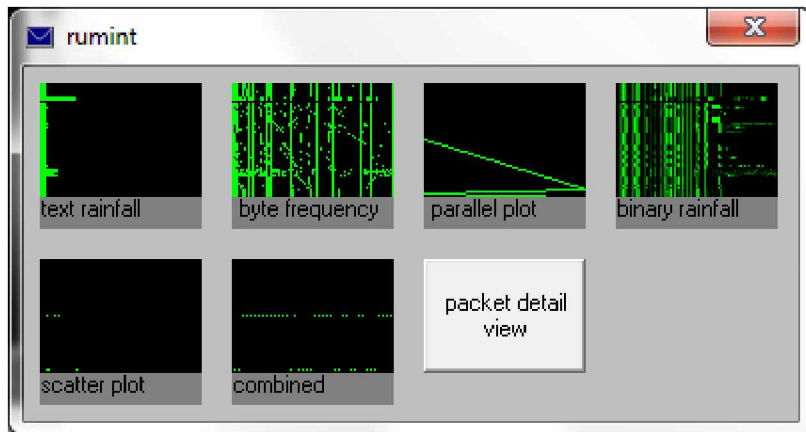 rumint
text rainfall
byte frequency
parallel plot
binary rainfall
scatter plot
combined
packet detail
view